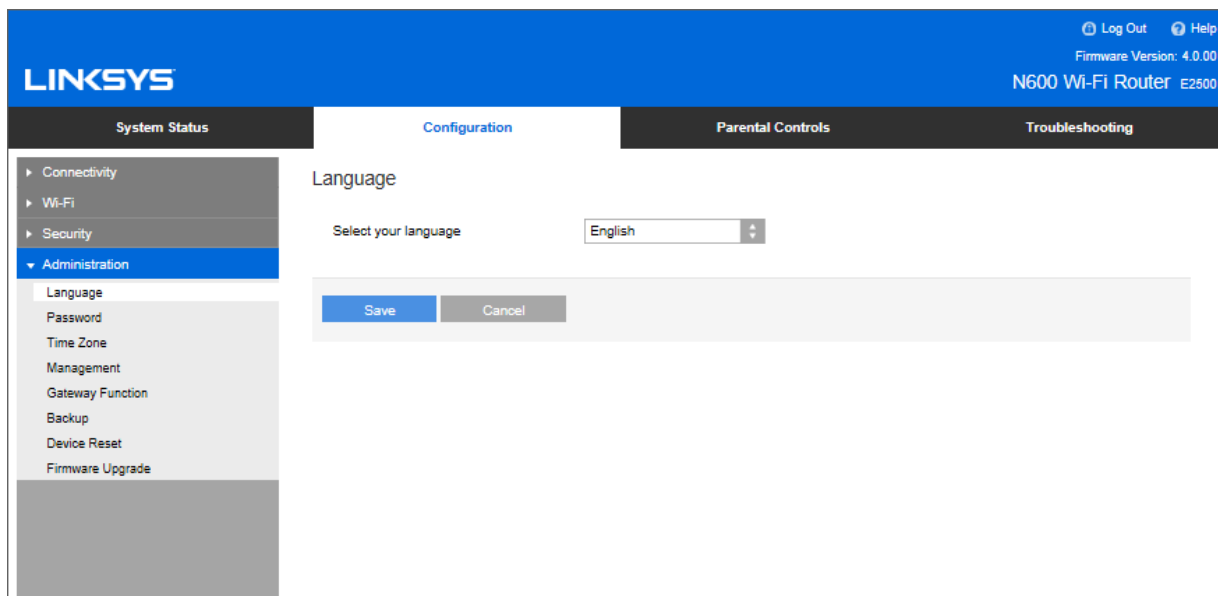 Log Out Help
Firmware Version: 4.0.00
LINKSYS
N600 Wi-Fi Router E2500
System Status Configuration Parental Controls Troubleshooting
Connectivity
Wi-Fi
Security
Administration
Language
Password
Time Zone
Management
Gateway Function
Backup
Device Reset
Firmware Upgrade
Language
Select your language English
Save Cancel